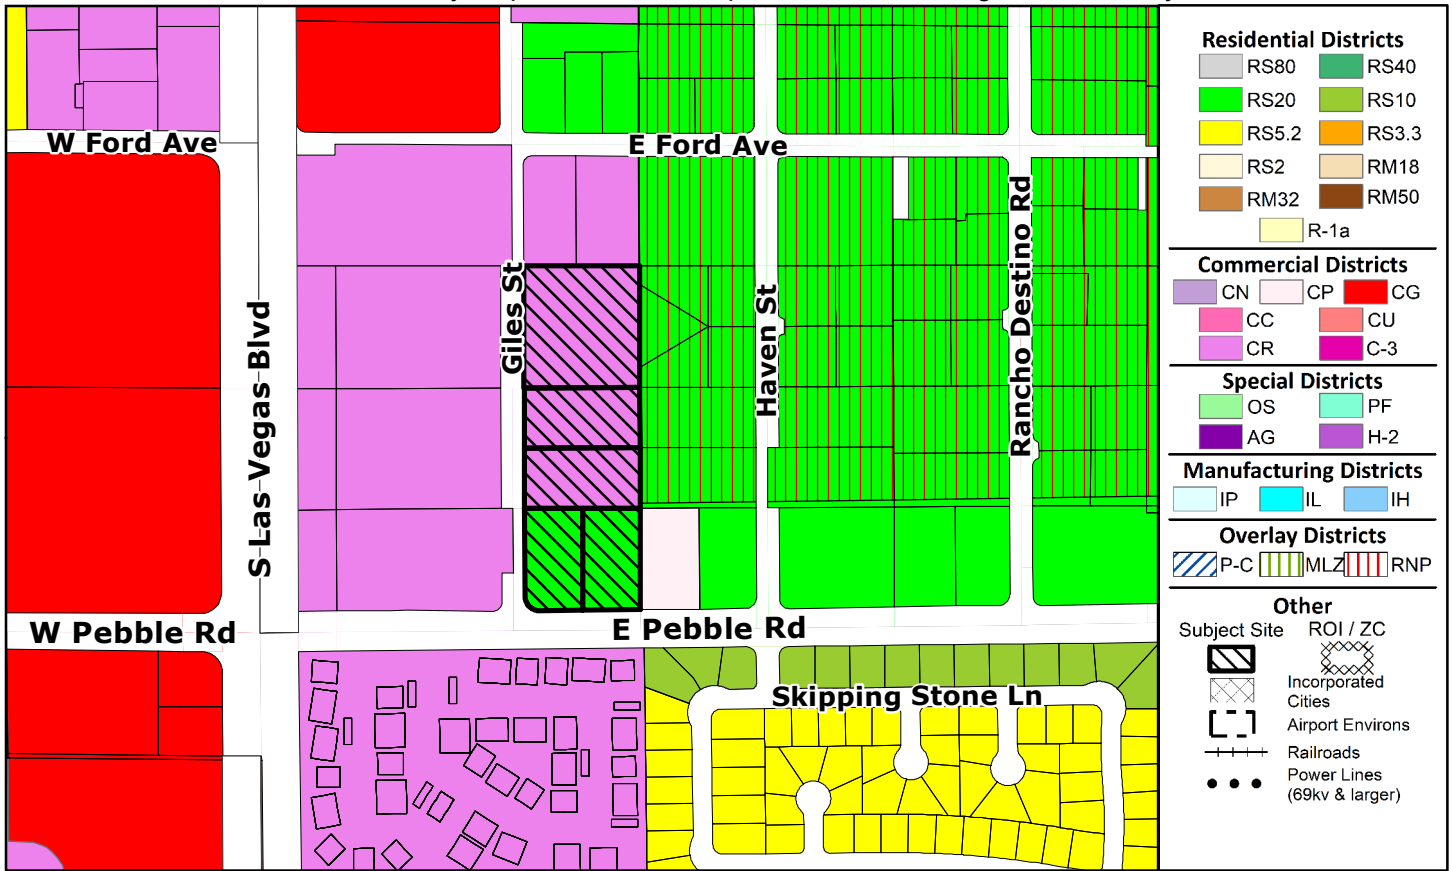 W Ford Ave
E Ford Ave
S Las Vegas Blvd
Giles St
Haven St
Rancho Destino Rd
W Pebble Rd
E Pebble Rd
Skipping Stone Ln
Residential Districts
RS80
RS40
RS20
RS10
RS5.2
RS3.3
RS2
RM18
RM32
RM50
R-1a
Commercial Districts
CN
CP
CG
CC
CU
CR
C-3
Special Districts
OS
PF
AG
H-2
Manufacturing Districts
IP
IL
IH
Overlay Districts
P-C
MLZ
RNP
Other
Subject Site
ROI / ZC
Incorporated
Cities
Airport Environs
Railroads
Power Lines
(69kv & larger)